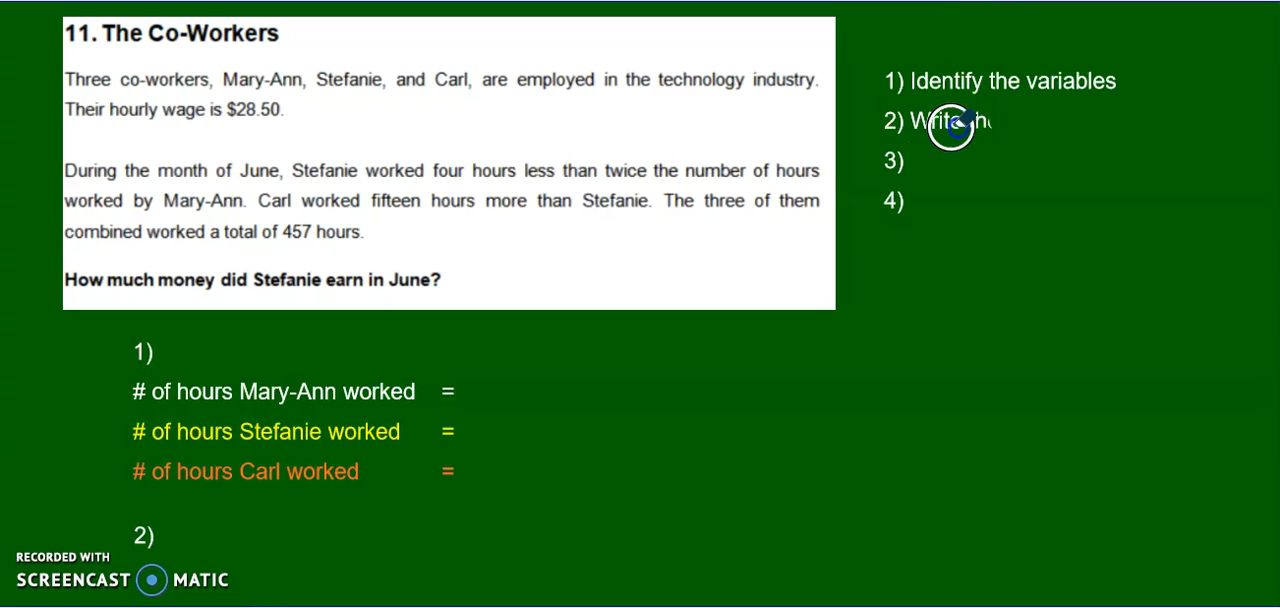 11. The Co-Workers
Three co-workers, Mary-Ann, Stefanie, and Carl, are employed in the technology industry.
Their hourly wage is $28.50.
During the month of June, Stefanie worked four hours less than twice the number of hours
worked by Mary-Ann. Carl worked fifteen hours more than Stefanie. The three of them
combined worked a total of 457 hours.
How much money did Stefanie earn in June?
1) Identify the variables
2) Write
3)
4)
1)
# of hours Mary-Ann worked =
# of hours Stefanie worked =
# of hours Carl worked =
2)
RECORDED WITH
SCREENCAST MATIC